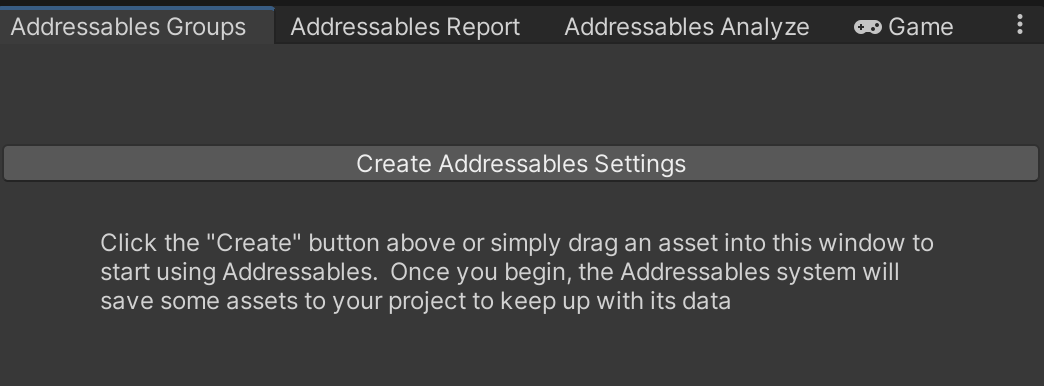 Addressables Groups Addressables Report Addressables Analyze Game
Create Addressables Settings
Click the "Create" button above or simply drag an asset into this window to
start using Addressables.  Once you begin, the Addressables system will
save some assets to your project to keep up with its data